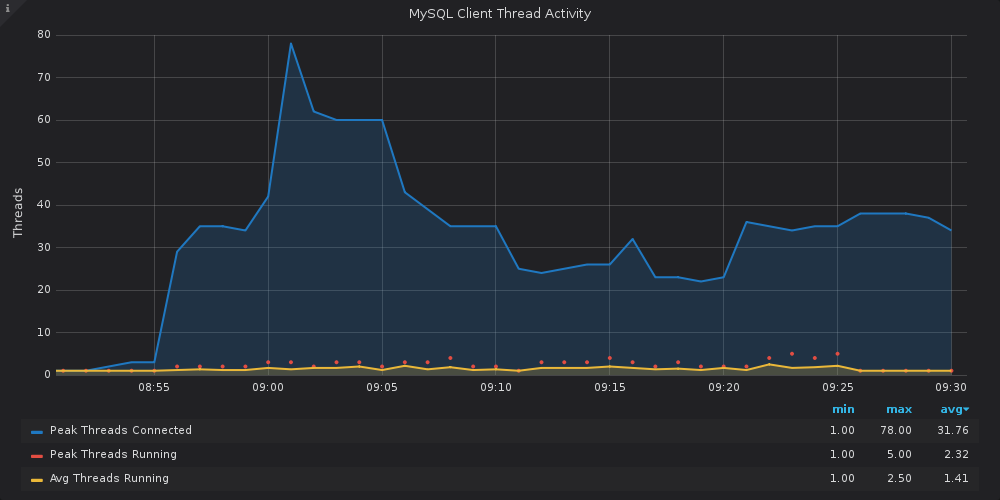 i
MySQL Client Thread Activity
80
70
60
50
40
30
20
10
0
Threads
08:55 09:00 09:05 09:10 09:15 09:20 09:25 09:30
min max avg
Peak Threads Connected 1.00 78.00 31.76
Peak Threads Running 1.00 5.00 2.32
Avg Threads Running 1.00 2.50 1.41